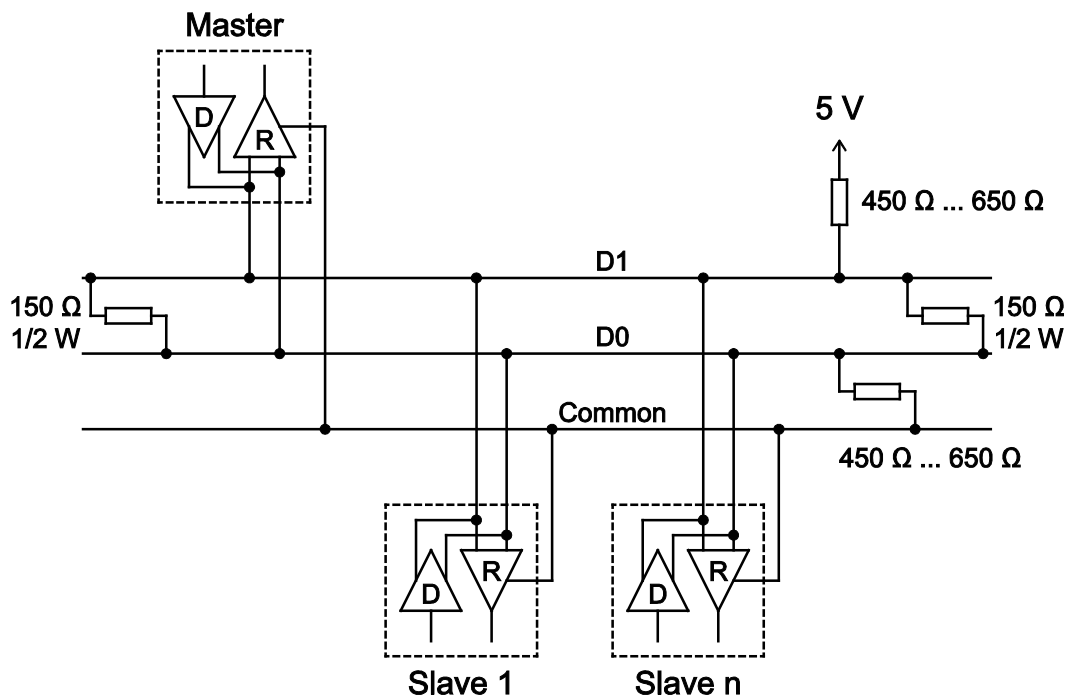 Master
D
R
5 V
450 Ω ... 650 Ω
D1
150 Ω
1/2 W
150 Ω
1/2 W
D0
Common
450 Ω ... 650 Ω
D
R
D
R
Slave 1
Slave n